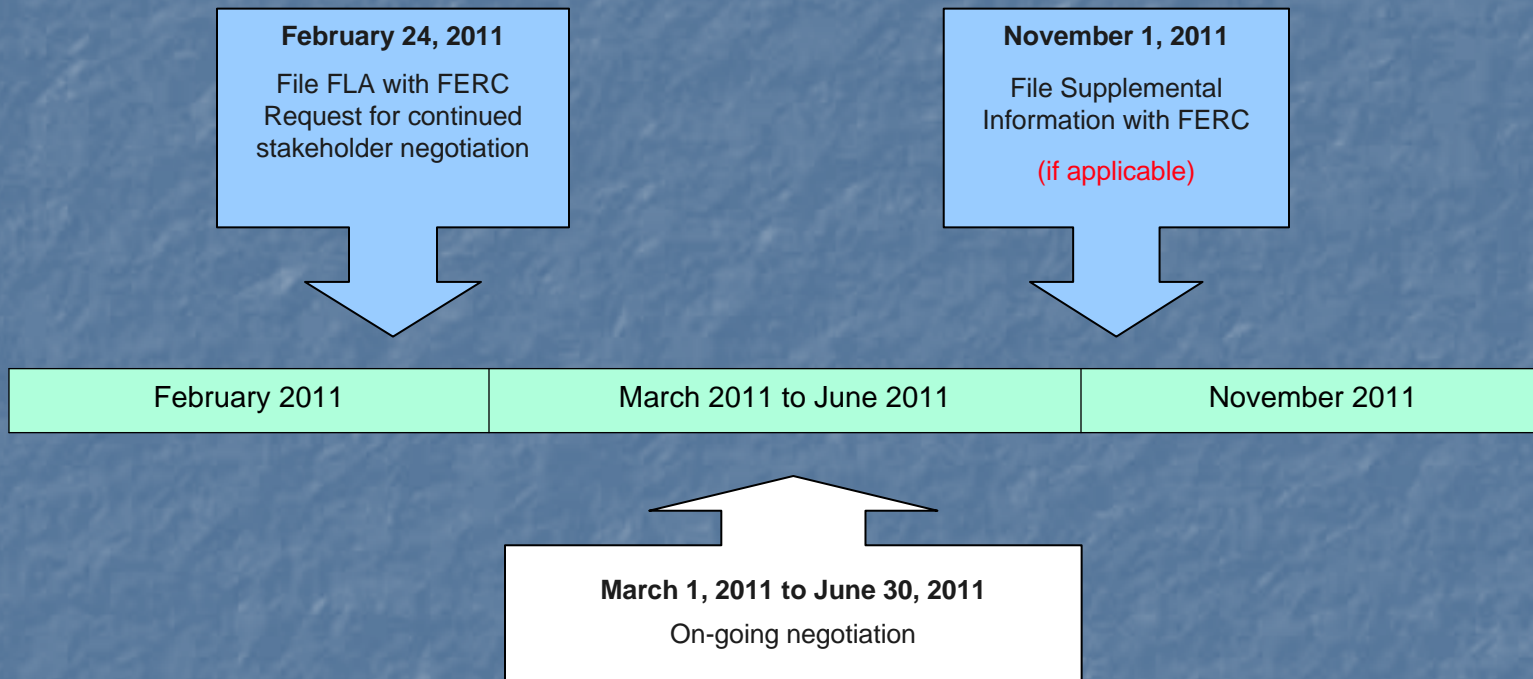 February 24, 2011
File FLA with FERC
Request for continued
stakeholder negotiation
November 1, 2011
File Supplemental
Information with FERC
(if applicable)
February 2011
March 2011 to June 2011
November 2011
March 1, 2011 to June 30, 2011
On-going negotiation